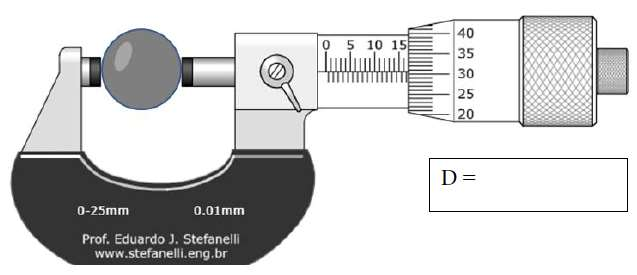 0 5 10 15
40
35
30
25
20
D =
0-25mm 0.01mm
Prof. Eduardo J. Stefanelli
www.stefanelli.eng.br